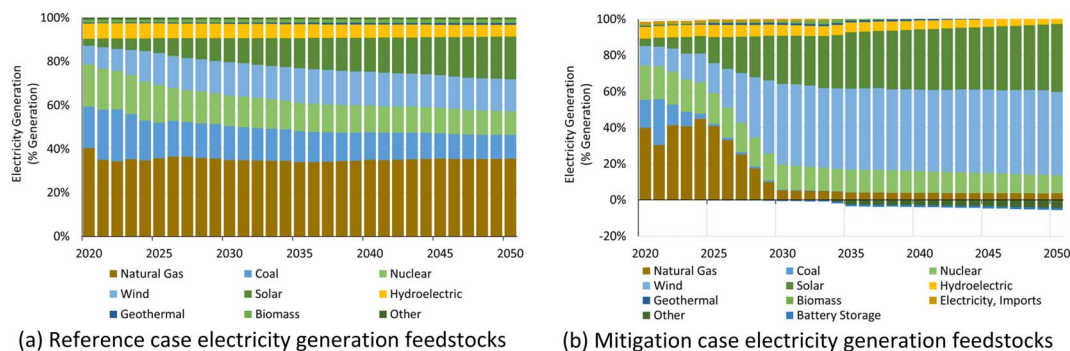 Electricity Generation
(% Generation)
100%
80%
60%
40%
20%
0%
2020 2025 2030 2035 2040 2045 2050
Natural Gas Coal Nuclear
Wind Solar Hydroelectric
Geothermal Biomass Other
(a) Reference case electricity generation feedstocks
Electricity Generation
(% Generation)
100%
80%
60%
40%
20%
0%
-20%
2020 2025 2030 2035 2040 2045 2050
Natural Gas Coal Nuclear
Wind Solar Hydroelectric
Geothermal Biomass Electricity, Imports
Other Battery Storage
(b) Mitigation case electricity generation feedstocks